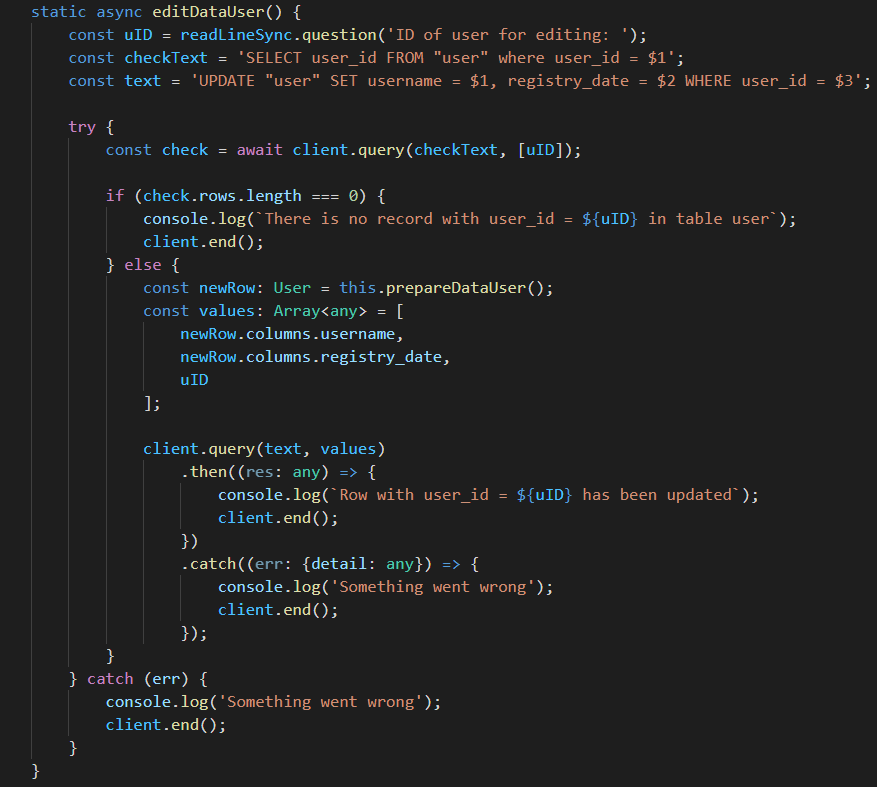 static async editDataUser() {
const uID = readLineSync.question('ID of user for editing: ');
const checkText = 'SELECT user_id FROM "user" where user_id = $1';
const text = 'UPDATE "user" SET username = $1, registry_date = $2 WHERE user_id = $3';
try {
const check = await client.query(checkText, [uID]);
if (check.rows.length === 0) {
console.log(`There is no record with user_id = ${uID} in table user`);
client.end();
} else {
const newRow: User = this.prepareDataUser();
const values: Array<any> = [
newRow.columns.username,
newRow.columns.registry_date,
uID
];
client.query(text, values)
.then((res: any) => {
console.log(`Row with user_id = ${uID} has been updated`);
client.end();
})
.catch((err: {detail: any}) => {
console.log('Something went wrong');
client.end();
});
}
} catch (err) {
console.log('Something went wrong');
client.end();
}
}